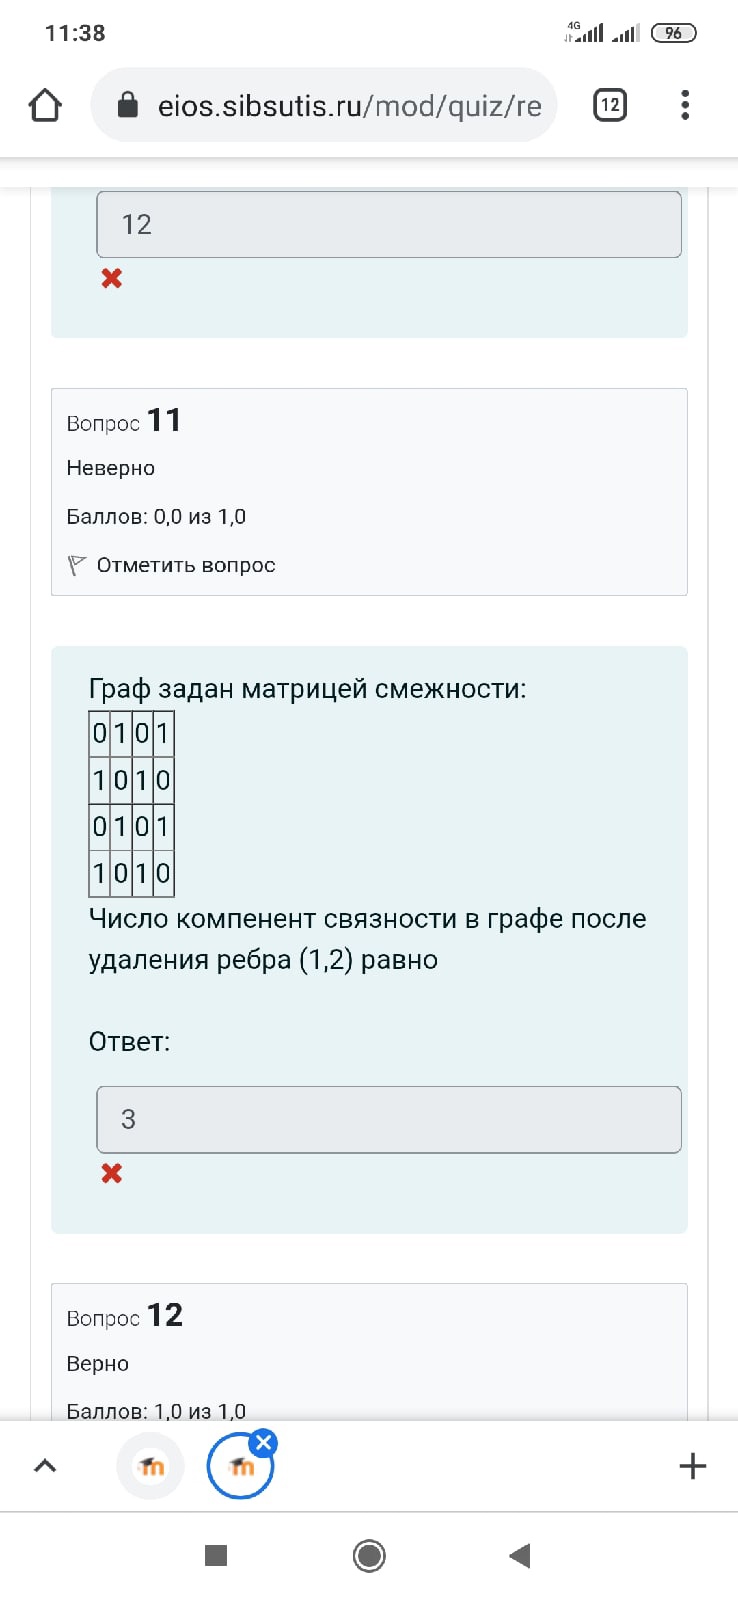 11:38
4G
96
eios.sibsutis.ru/mod/quiz/re
12
12
Вопрос 11
Неверно
Баллов: 0,0 из 1,0
Отметить вопрос
Граф задан матрицей смежности:
0 1 0 1
1 0 1 0
0 1 0 1
1 0 1 0
Число компенент связности в графе после
удаления ребра (1,2) равно
Ответ:
3
Вопрос 12
Верно
Баллов: 1,0 из 1,0